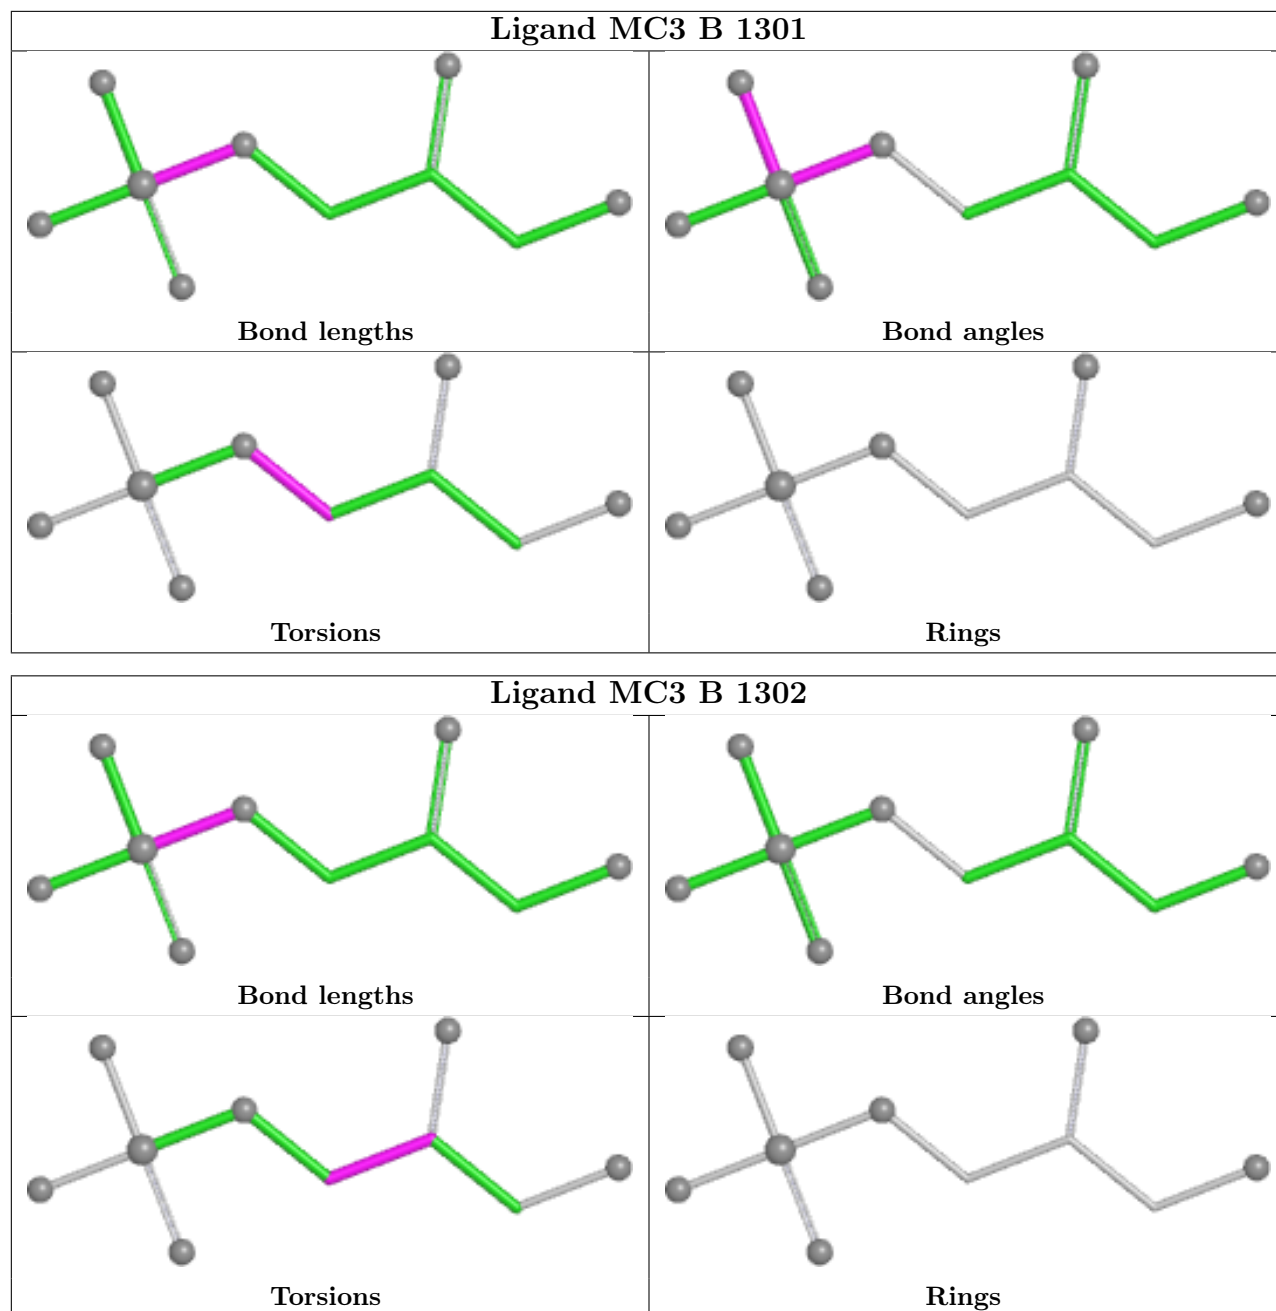 Ligand MC3 B 1301
Bond lengths
Bond angles
Torsions
Rings
Ligand MC3 B 1302
Bond lengths
Bond angles
Torsions
Rings